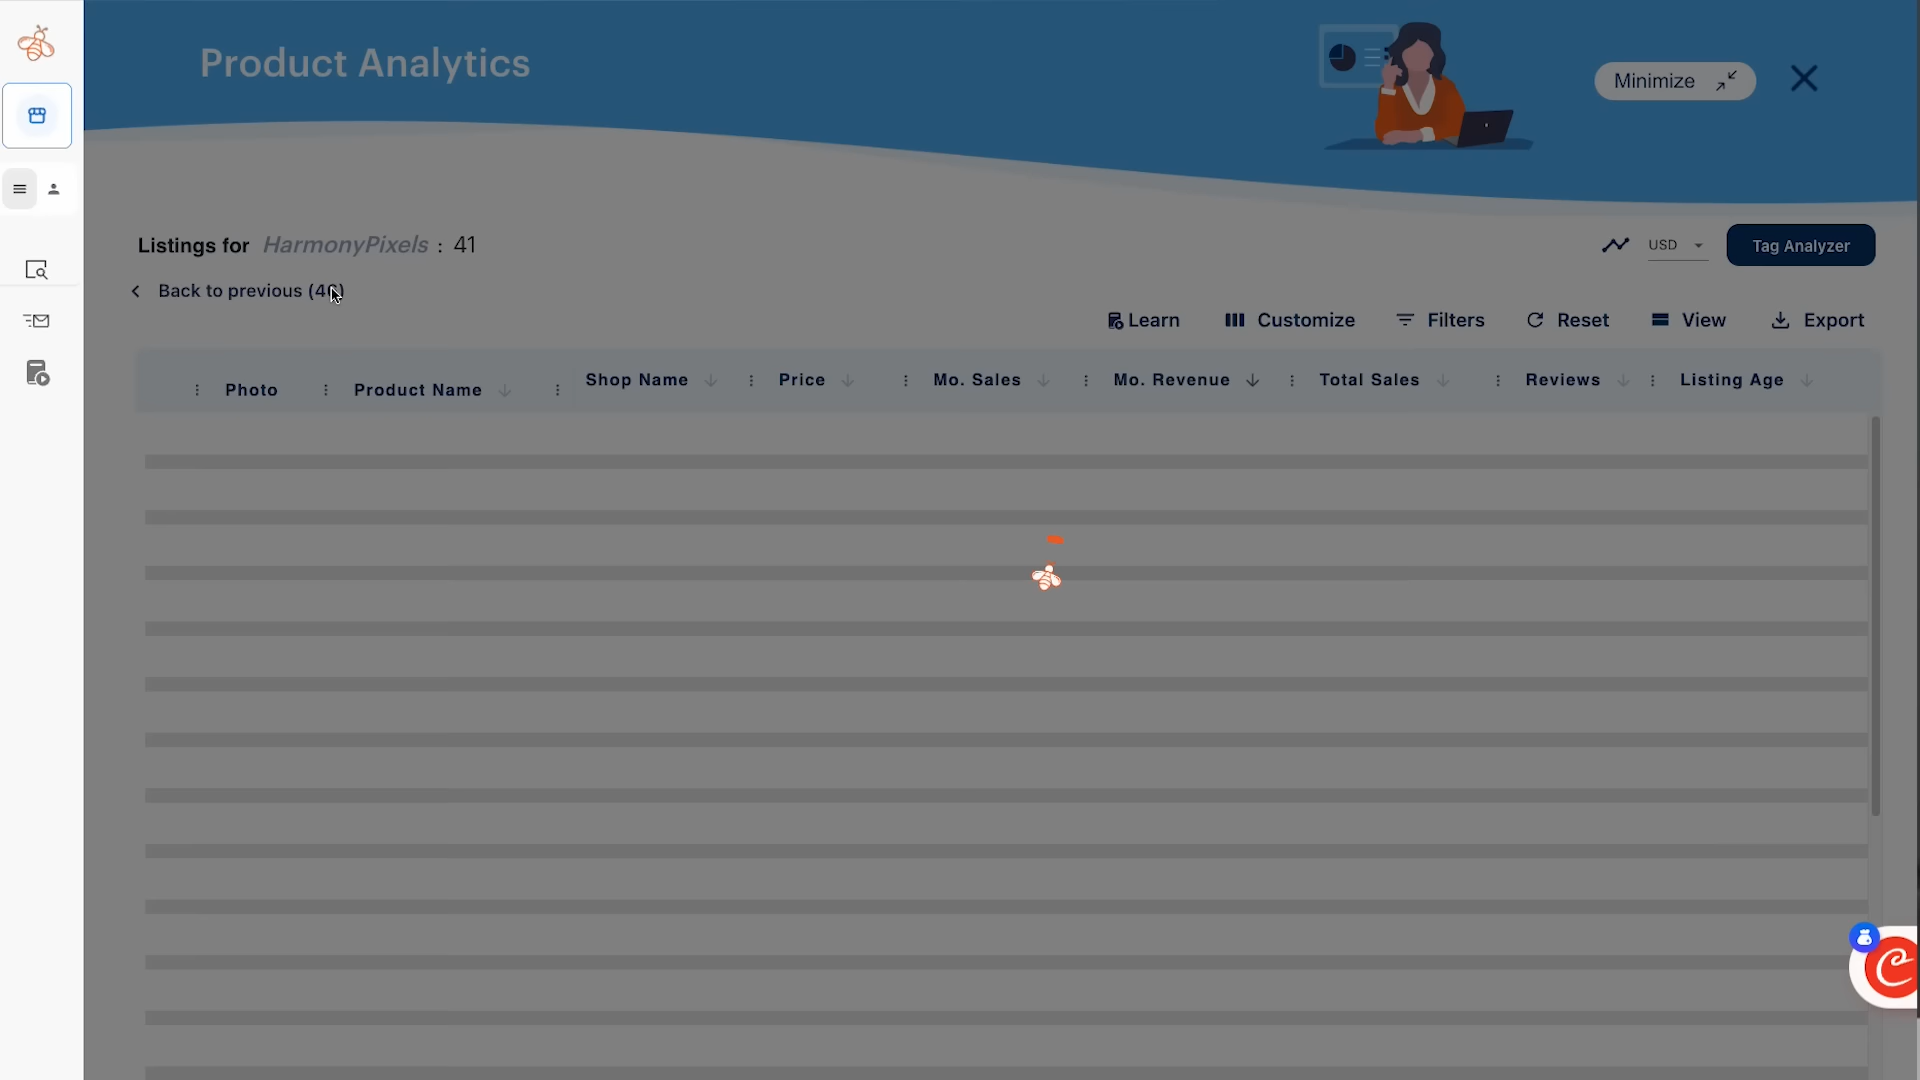 Product Analytics
Minimize
Listings for HarmonyPixels : 41
USD
Tag Analyzer
Back to previous
Learn
Customize
Filters
Reset
View
Export
Photo
Product Name
Shop Name
Price
Mo. Sales
Mo. Revenue
Total Sales
Reviews
Listing Age